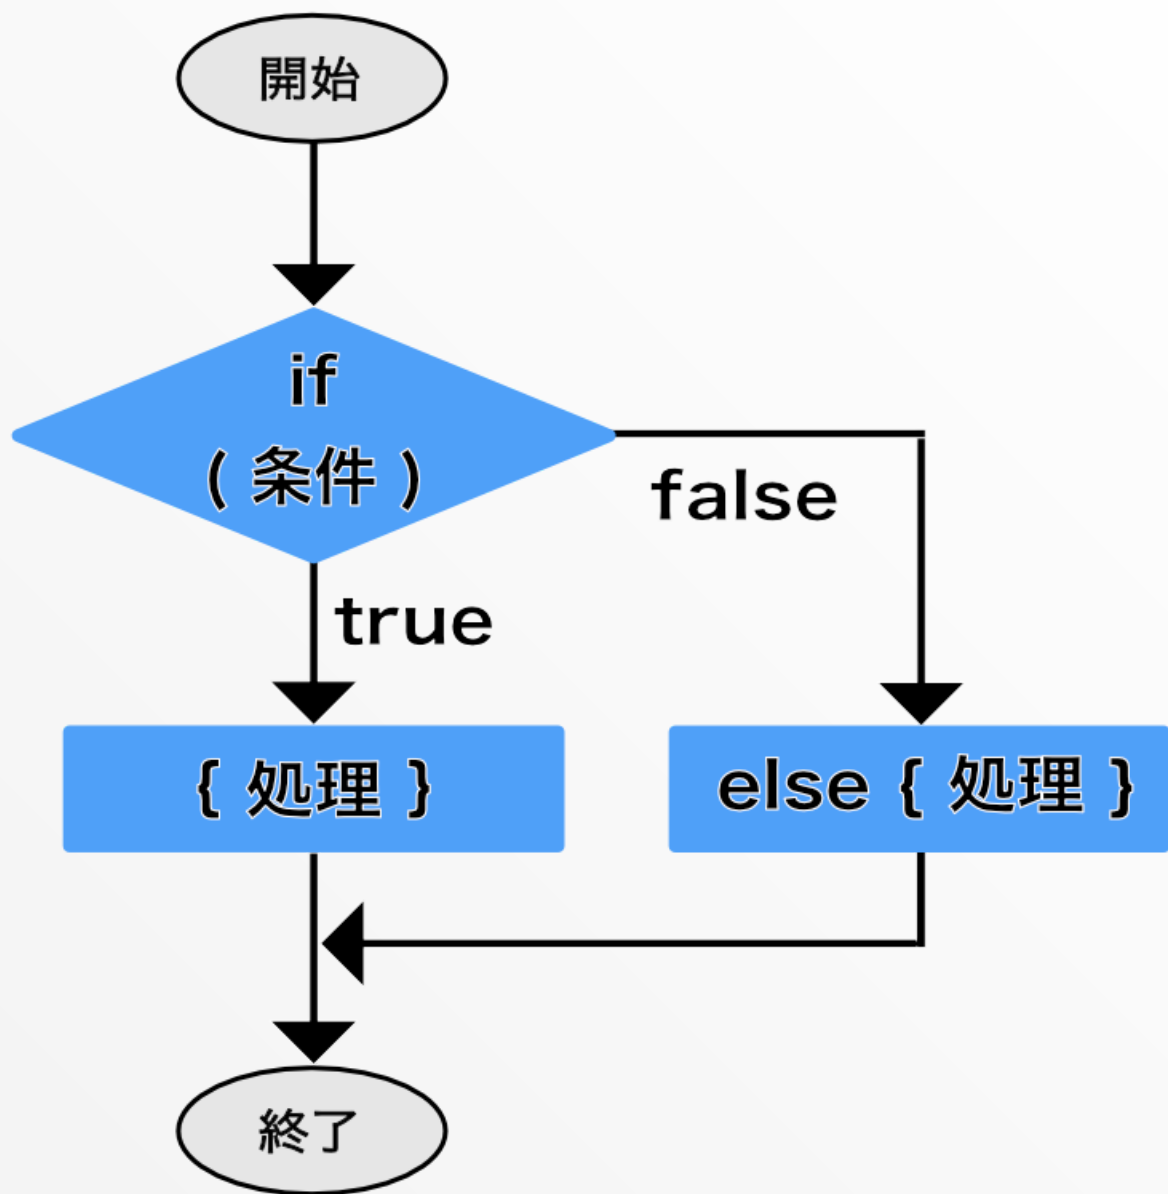 開始
if
( 条件 )
false
true
{ 処理 }
else { 処理 }
終了